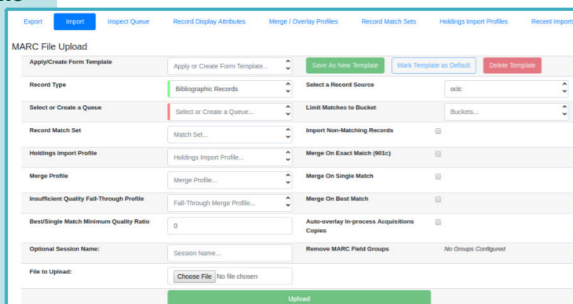 Export Import Inspect Queue Record Display Attributes Merge / Overlay Profiles Record Match Sets Holdings Import Profiles Recent Imports
MARC File Upload
Apply/Create Form Template Apply or Create Form Template... Save As New Template Mark Template as Default Delete Template
Record Type Bibliographic Records Select a Record Source oclc
Select or Create a Queue Select or Create a Queue... Limit Matches to Bucket Buckets...
Record Match Set Match Set... Import Non-Matching Records
Holdings Import Profile Holdings Import Profile... Merge On Exact Match (901c)
Merge Profile Merge Profile... Merge On Single Match
Insufficient Quality Fall-Through Profile Fall-Through Merge Profile... Merge On Best Match
Best/Single Match Minimum Quality Ratio 0 Auto-overlay In-process Acquisitions
Copies
Optional Session Name: Session Name... Remove MARC Field Groups No Groups Configured
File to Upload: Choose File No file chosen
Upload